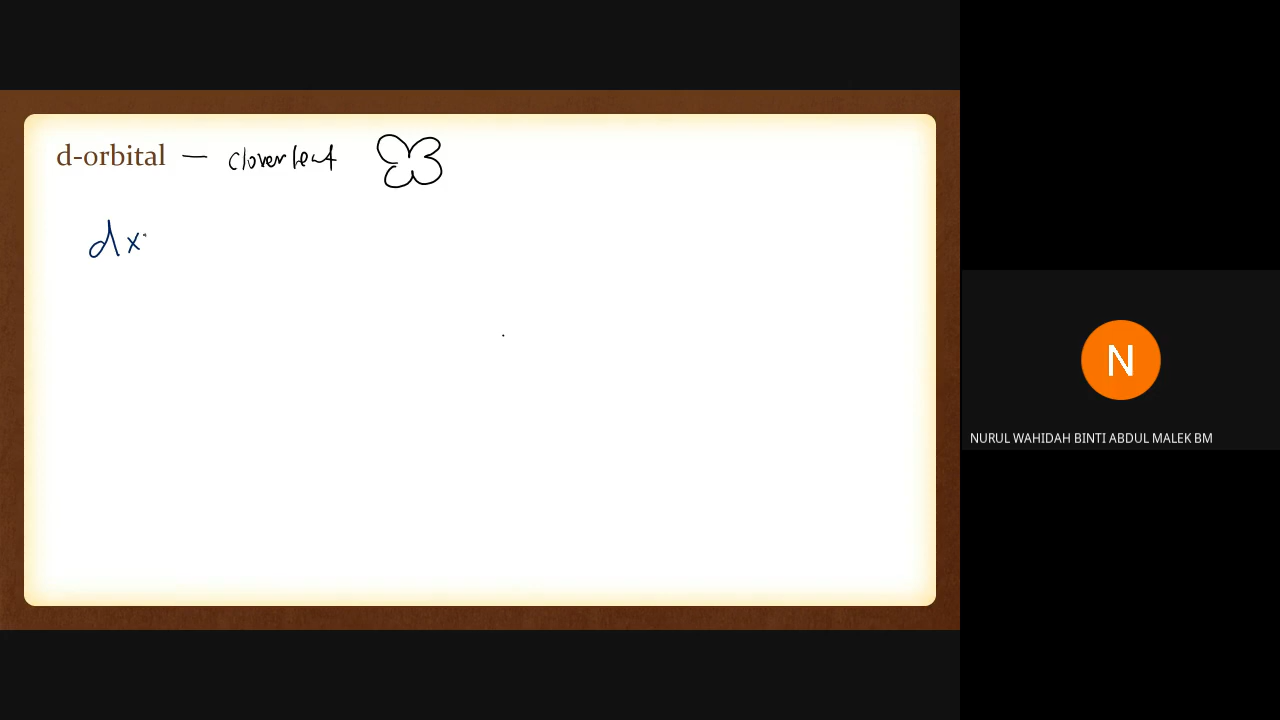 d-orbital — cloverleaf
dx
N
NURUL WAHIDAH BINTI ABDUL MALEK BM